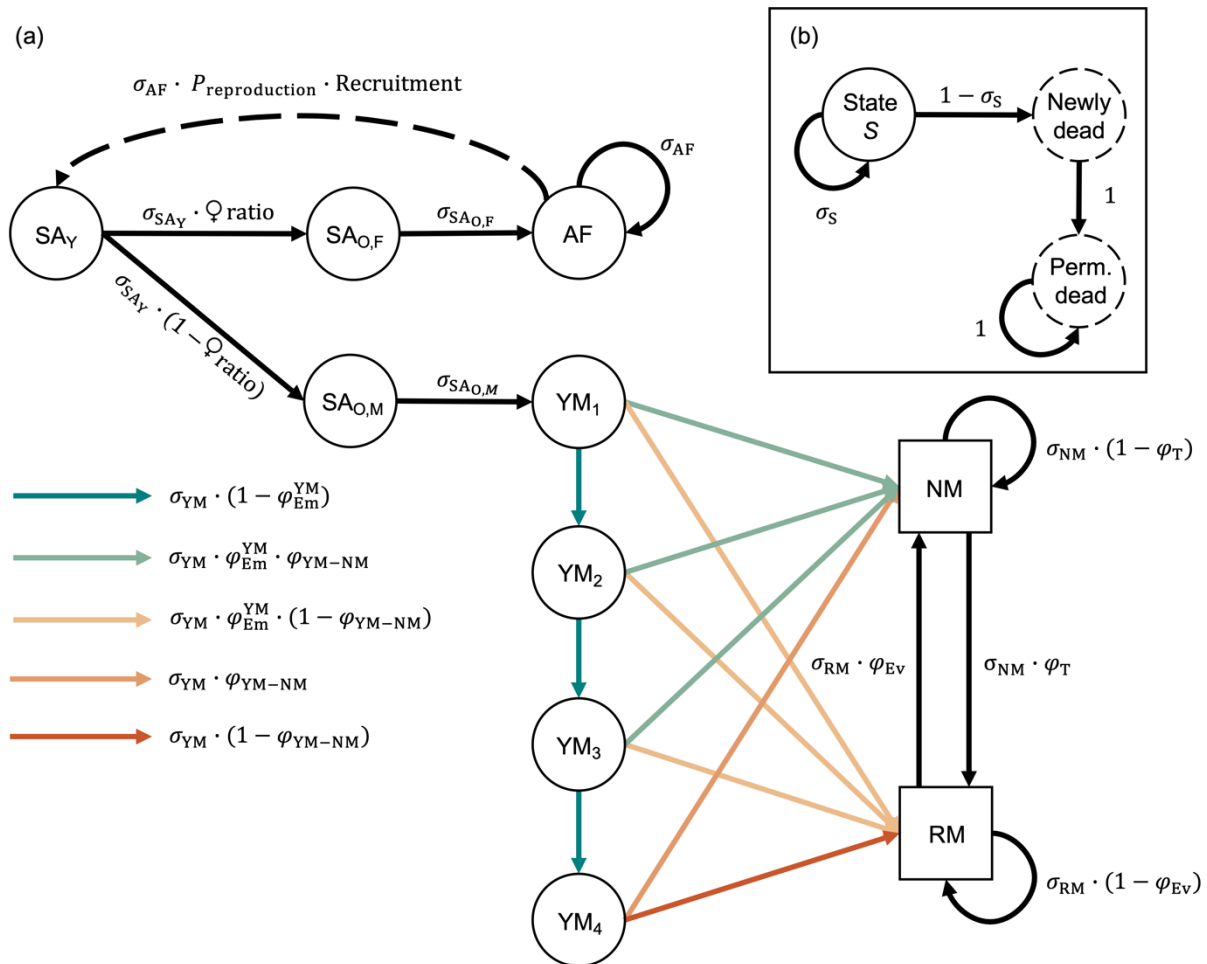 (a)
σ_AF · P_reproduction · Recruitment
σ_AF
SA_Y
σ_SA_Y · ♀ ratio
SA_O,F
σ_SA_O,F
AF
σ_SA_Y · (1 − ♀ ratio)
SA_O,M
σ_SA_O,M
YM_1
YM_2
YM_3
YM_4
σ_YM · (1 − φ_Em^YM)
σ_YM · φ_Em^YM · φ_YM−NM
σ_YM · φ_Em^YM · (1 − φ_YM−NM)
σ_YM · φ_YM−NM
σ_YM · (1 − φ_YM−NM)
NM
σ_NM · (1 − φ_T)
σ_RM · φ_Ev
σ_NM · φ_T
RM
σ_RM · (1 − φ_Ev)
(b)
State
S
1 − σ_S
Newly
dead
σ_S
1
Perm.
dead
1